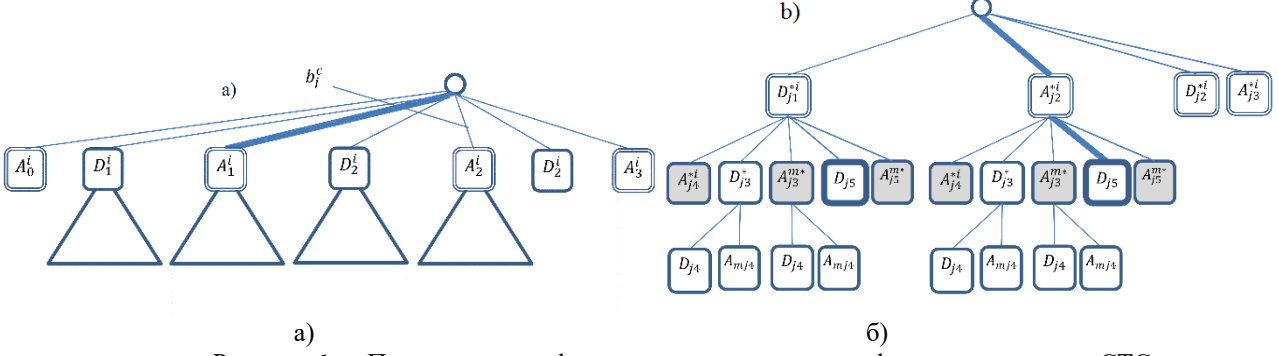 b)
a)
b_i^c
A_0^i D_1^i A_1^i D_2^i A_2^i D_2^i A_3^i
D_{j1}^{*i} A_{j2}^{*i} D_{j2}^{*i} A_{j3}^{*i}
A_{j4}^{*i} D_{j3}^{*} A_{j3}^{m*} D_{j5} A_{j5}^{m*} A_{j4}^{*i} D_{j3}^{*} A_{j3}^{m*} D_{j5} A_{j5}^{m*}
D_{j4} A_{mj4} D_{j4} A_{mj4} D_{j4} A_{mj4} D_{j4} A_{mj4}
а) б)